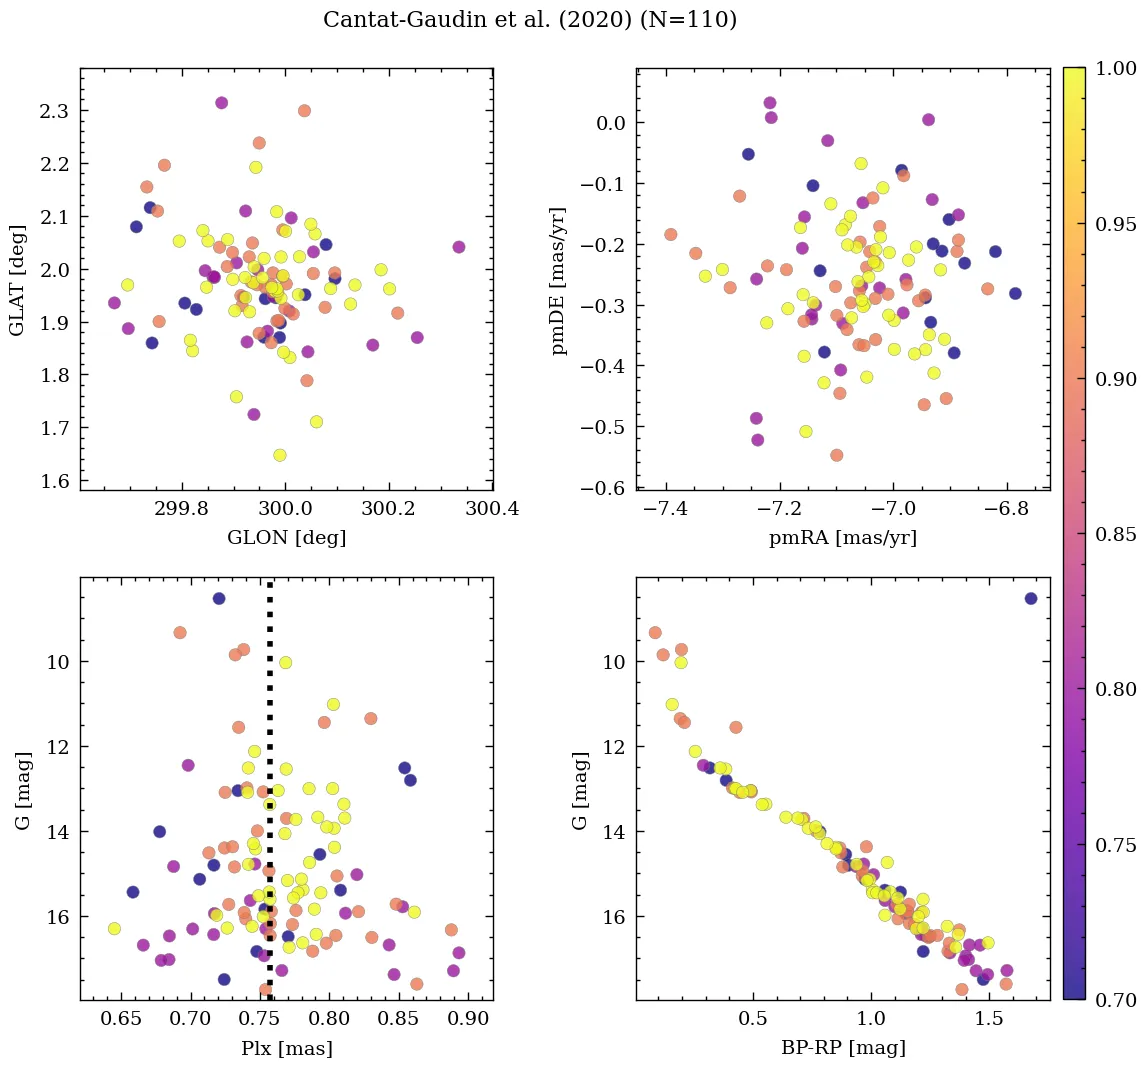 Cantat-Gaudin et al. (2020) (N=110)
2.3
2.2
2.1
2.0
1.9
1.8
1.7
1.6
GLAT [deg]
299.8 300.0 300.2 300.4
GLON [deg]
0.0
−0.1
−0.2
−0.3
−0.4
−0.5
−0.6
pmDE [mas/yr]
−7.4 −7.2 −7.0 −6.8
pmRA [mas/yr]
10
12
14
16
G [mag]
0.65 0.70 0.75 0.80 0.85 0.90
Plx [mas]
10
12
14
16
G [mag]
0.5 1.0 1.5
BP-RP [mag]
1.00
0.95
0.90
0.85
0.80
0.75
0.70